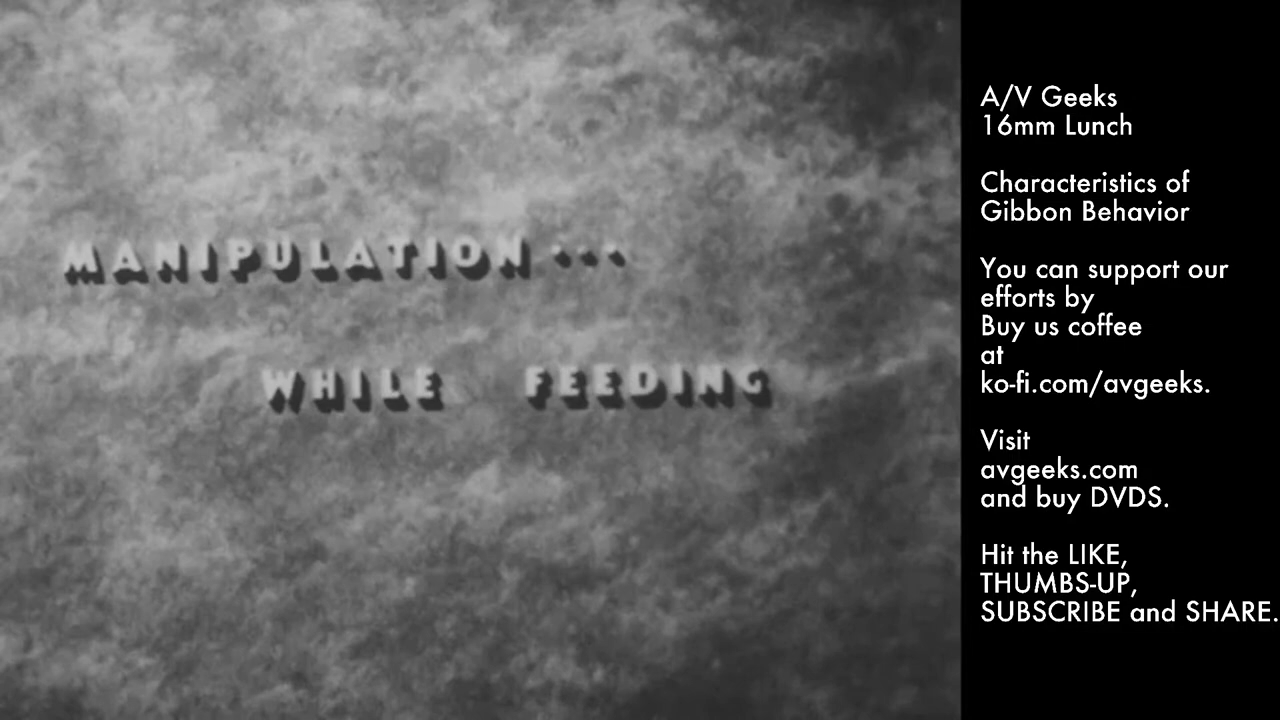 MANIPULATION...
WHILE FEEDING
A/V Geeks
16mm Lunch
Characteristics of
Gibbon Behavior
You can support our
efforts by
Buy us coffee
at
ko-fi.com/avgeeks.
Visit
avgeeks.com
and buy DVDS.
Hit the LIKE,
THUMBS-UP,
SUBSCRIBE and SHARE.